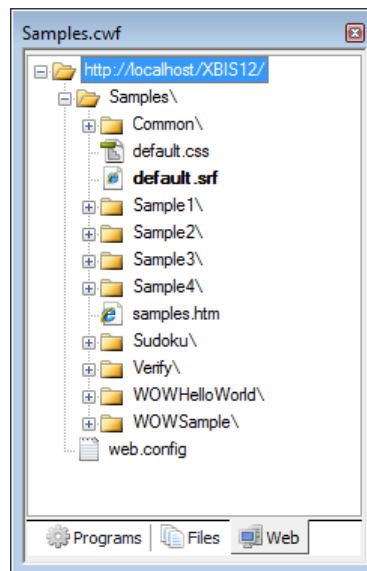 Samples.cwf
http://localhost/XBIS12/
Samples\
Common\
default.css
default.srf
Sample1\
Sample2\
Sample3\
Sample4\
samples.htm
Sudoku\
Verify\
WOWHelloWorld\
WOWSample\
web.config
Programs Files Web